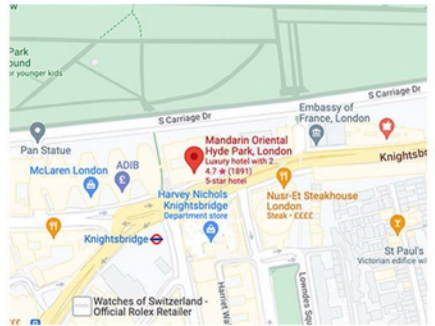 Park
ound
or younger kids
S Carriage Dr
S Carriage Dr
Embassy of
France, London
Pan Statue
Mandarin Oriental
Hyde Park, London
Luxury hotel with 2...
4.7 ★ (1891)
5-star hotel
Knightsb
ADIB
McLaren London
Harvey Nichols
Knightsbridge
Department store
Nusr-Et Steakhouse
London
Steak • ££££
Knightsbridge
St Paul's
Victorian edifice wi
Watches of Switzerland -
Official Rolex Retailer
Harriet Wa
Lowndes Squ